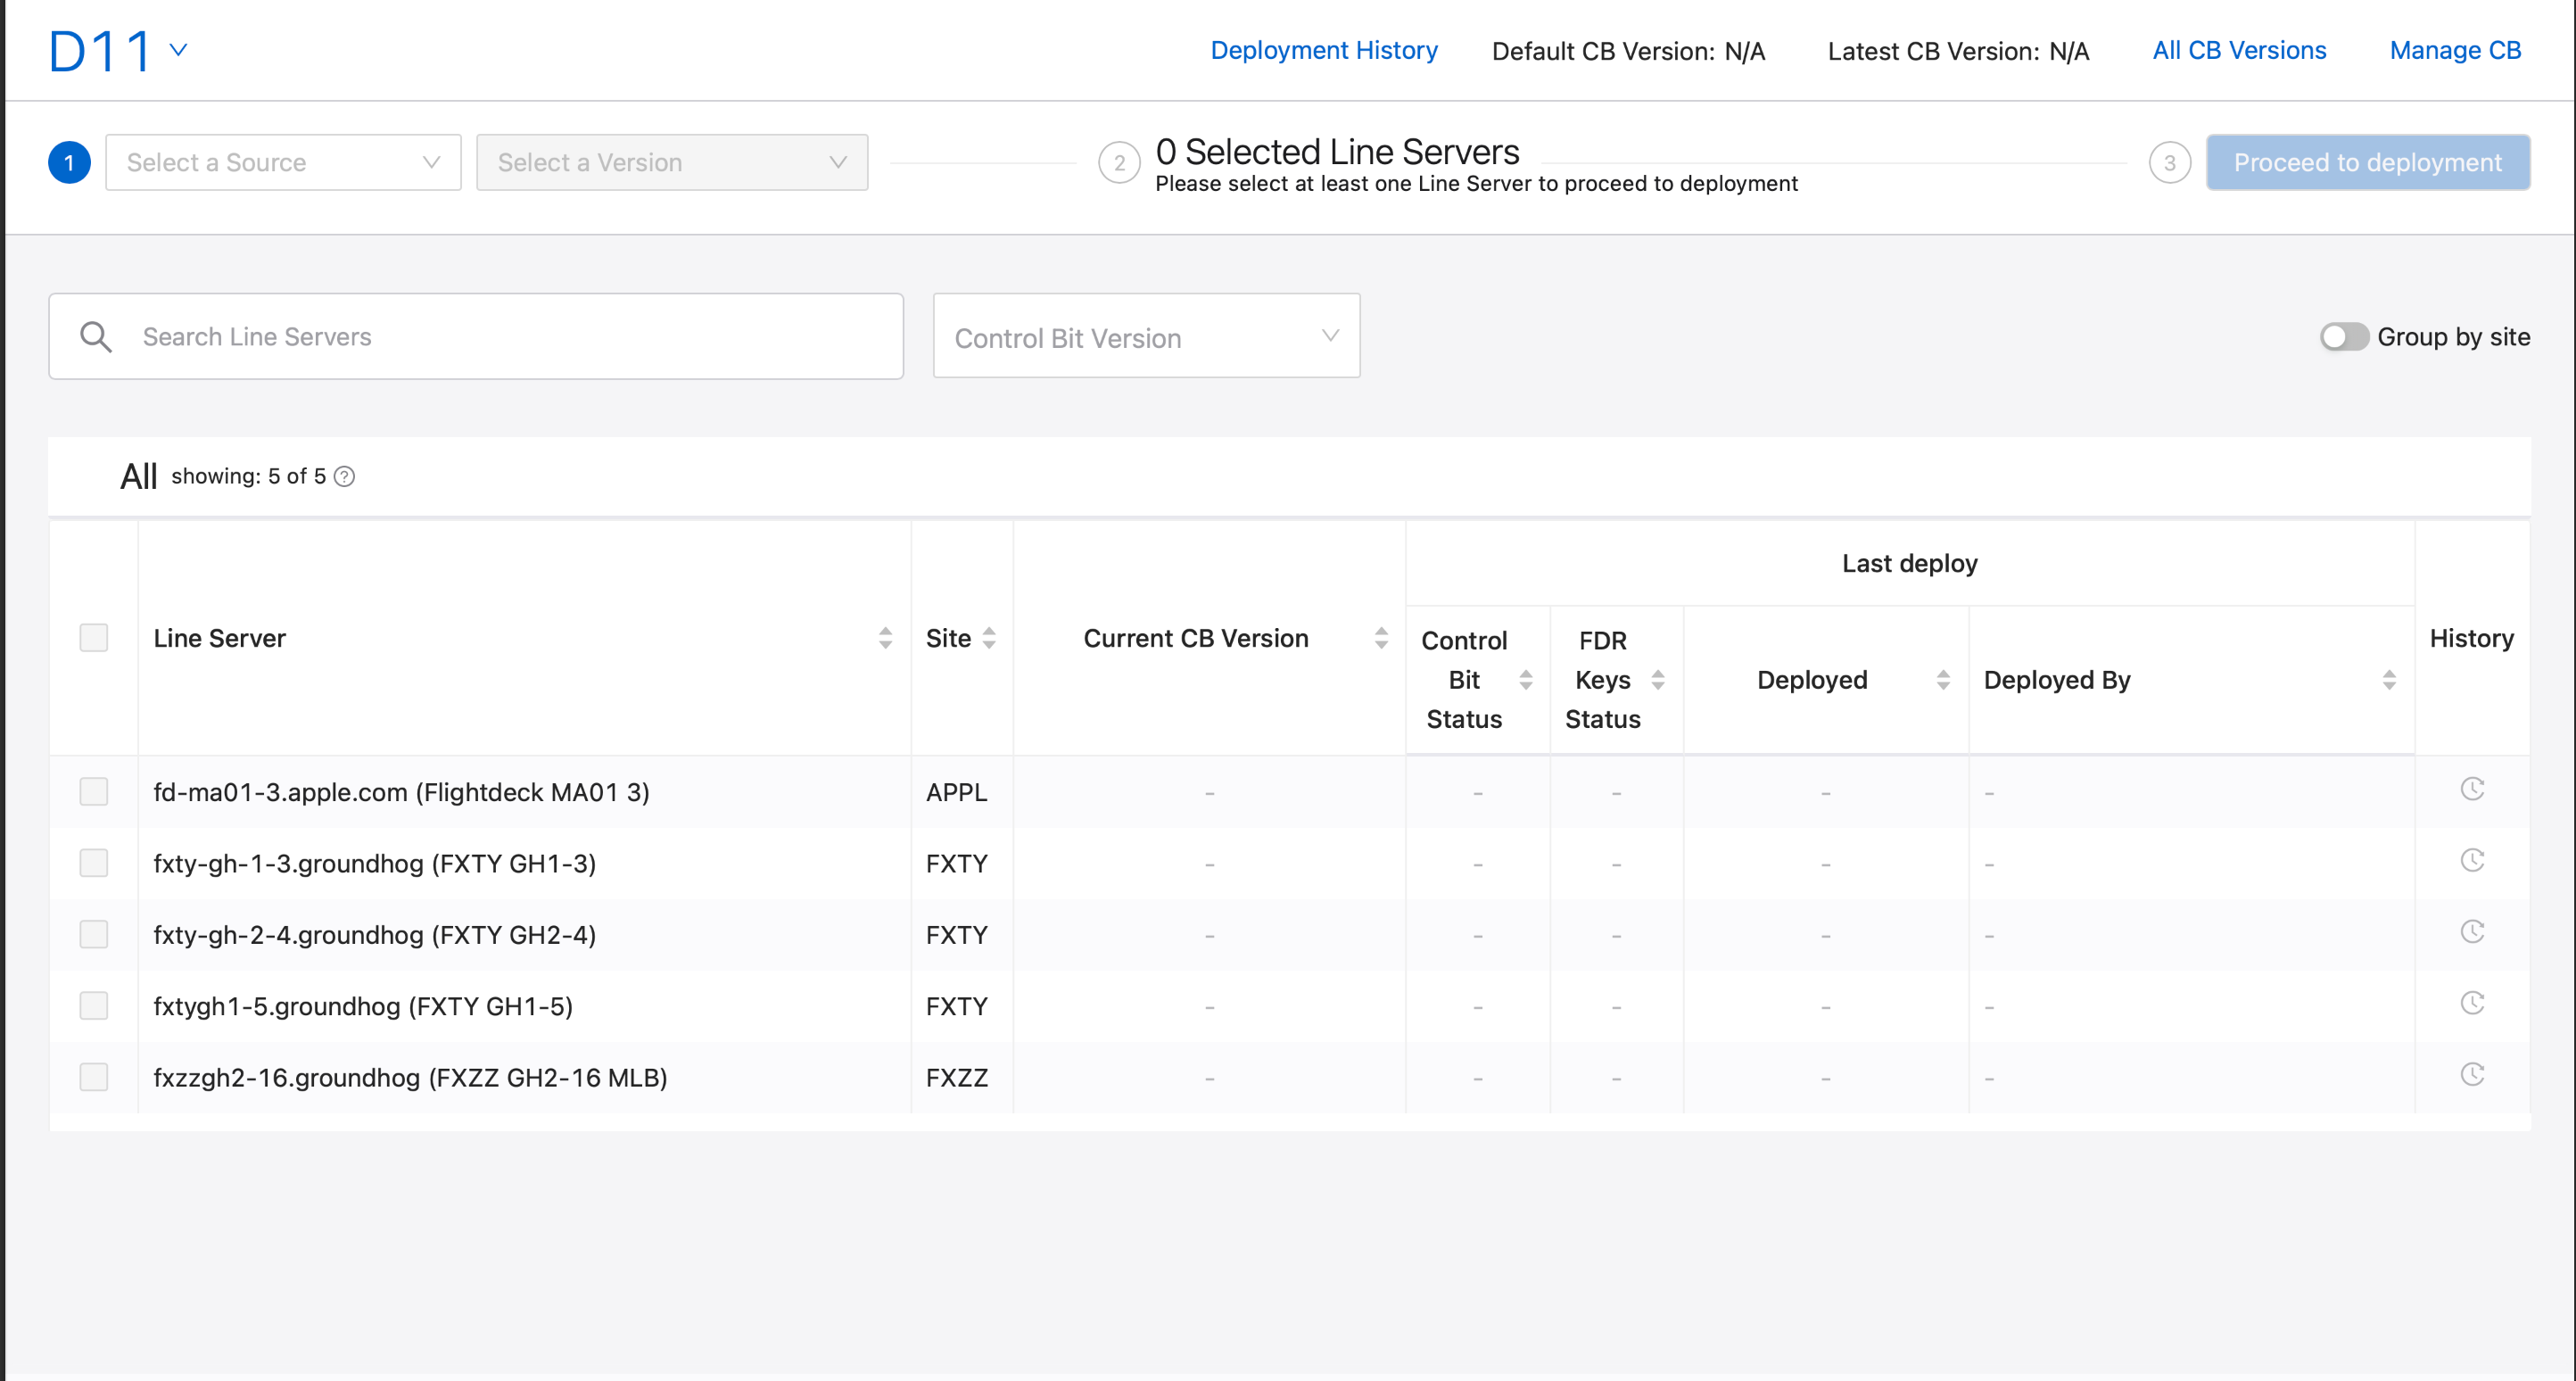 D11
Deployment History Default CB Version: N/A Latest CB Version: N/A All CB Versions Manage CB
1 Select a Source Select a Version 2 0 Selected Line Servers 3 Proceed to deployment
Please select at least one Line Server to proceed to deployment
Search Line Servers Control Bit Version Group by site
All showing: 5 of 5 ?
Last deploy
Line Server Site Current CB Version Control Bit Status FDR Keys Status Deployed Deployed By History
fd-ma01-3.apple.com (Flightdeck MA01 3) APPL - - - - -
fxty-gh-1-3.groundhog (FXTY GH1-3) FXTY - - - - -
fxty-gh-2-4.groundhog (FXTY GH2-4) FXTY - - - - -
fxtygh1-5.groundhog (FXTY GH1-5) FXTY - - - - -
fxzzgh2-16.groundhog (FXZZ GH2-16 MLB) FXZZ - - - - -